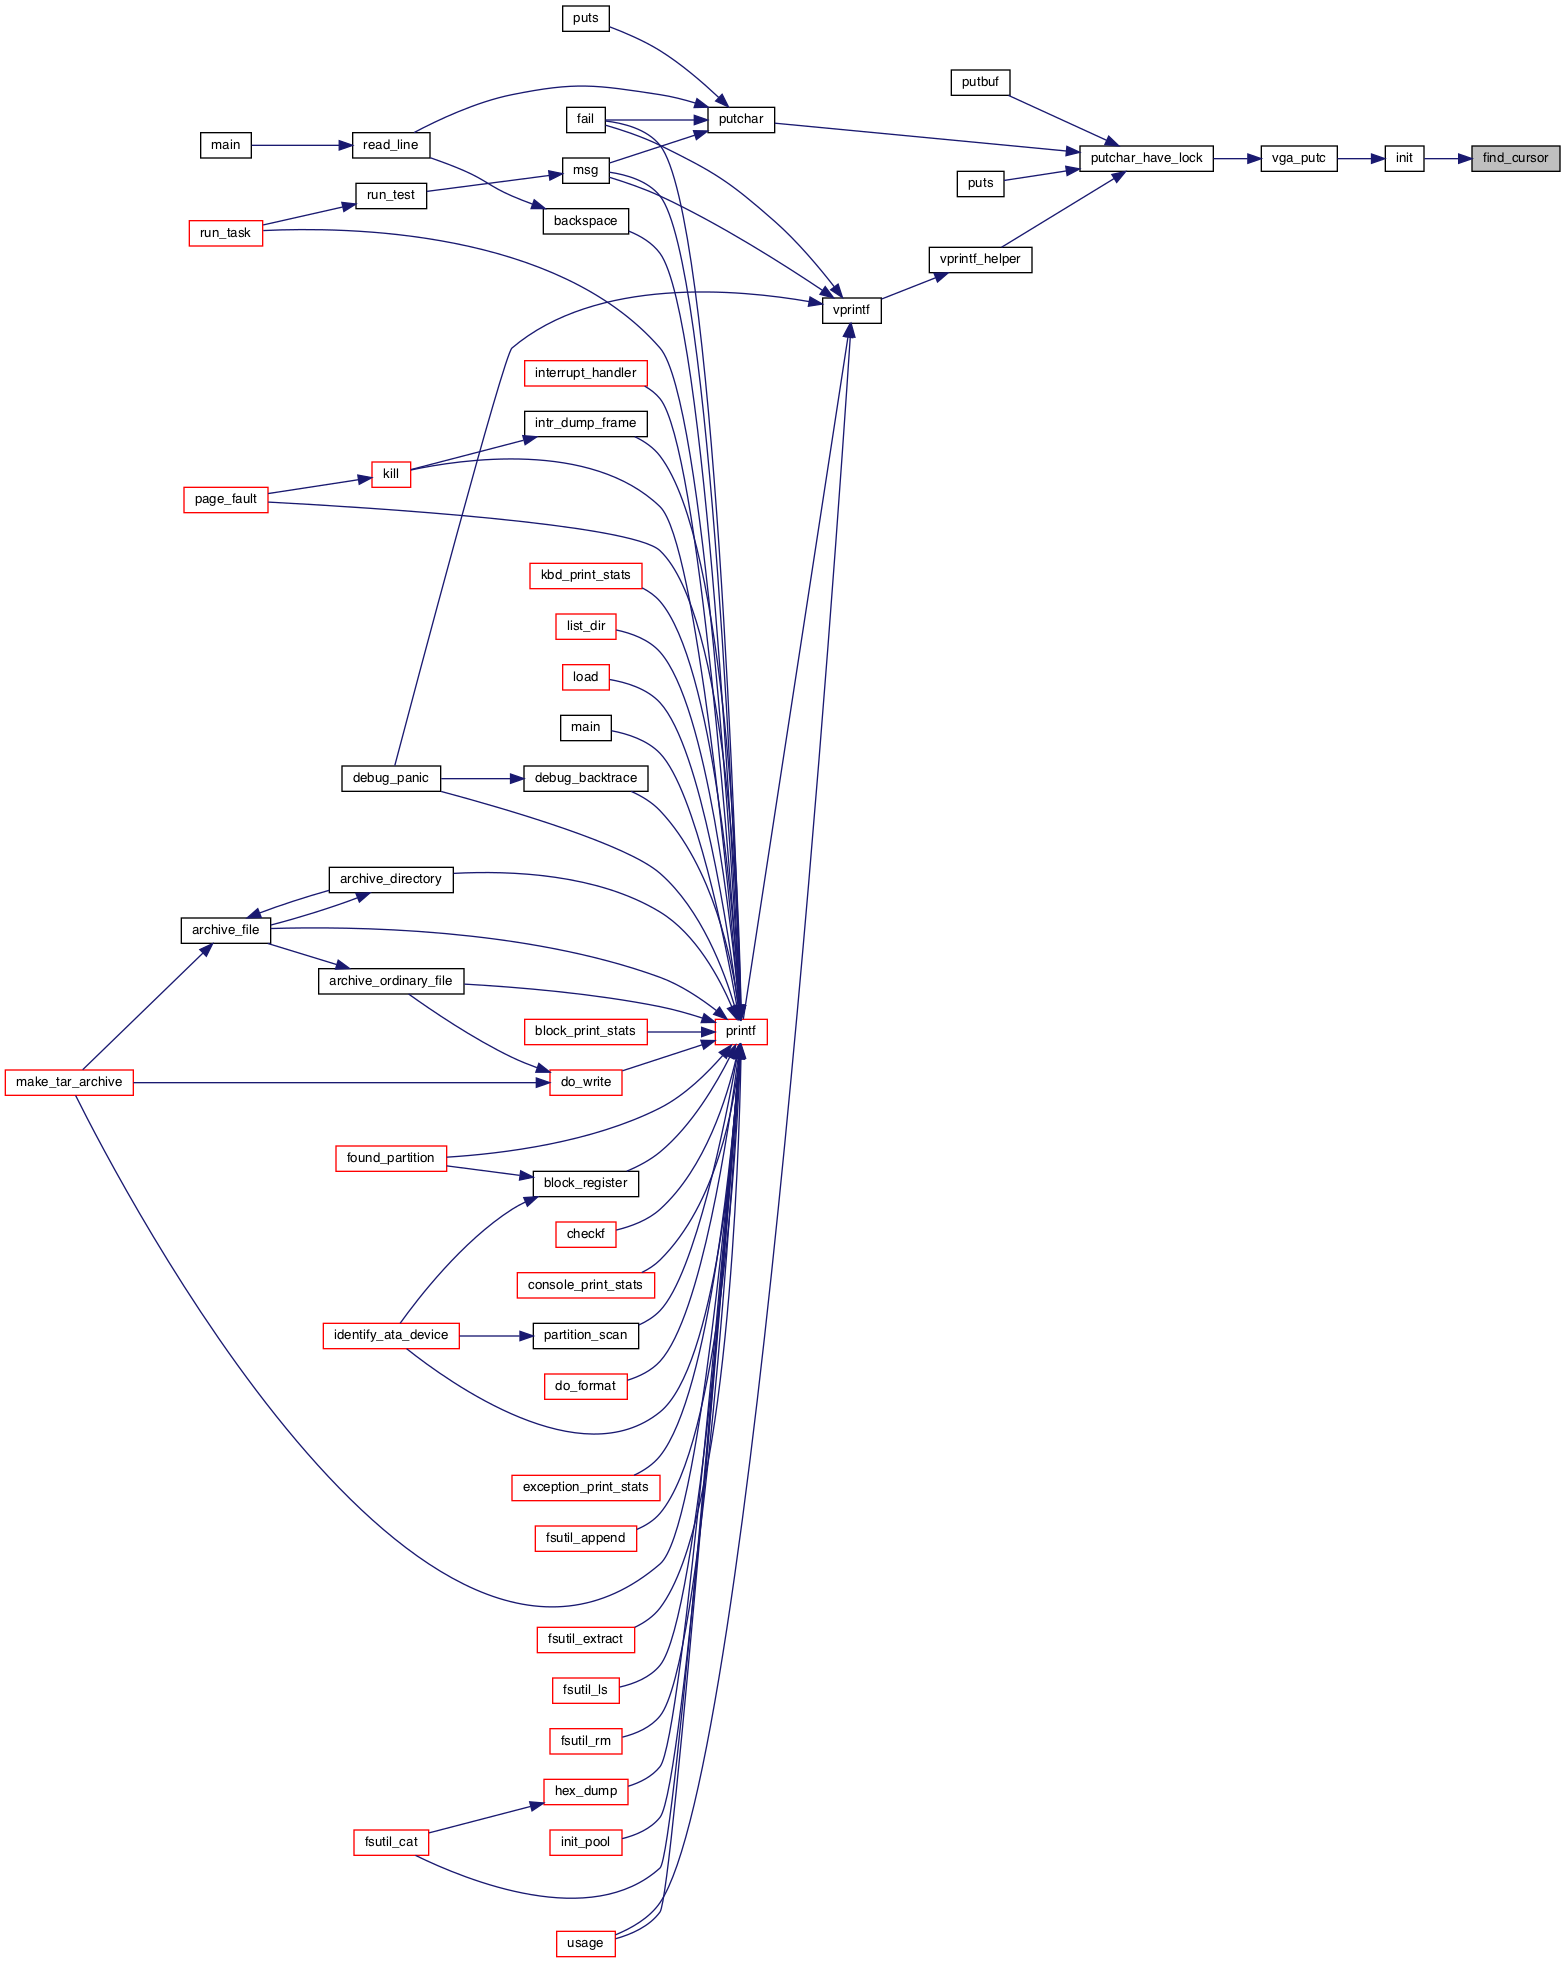 puts
putbuf
fail
putchar
main
read_line
putchar_have_lock
vga_putc
init
find_cursor
msg
puts
run_test
backspace
run_task
vprintf_helper
vprintf
interrupt_handler
intr_dump_frame
kill
page_fault
kbd_print_stats
list_dir
load
main
debug_panic
debug_backtrace
archive_directory
archive_file
archive_ordinary_file
block_print_stats
printf
make_tar_archive
do_write
found_partition
block_register
checkf
console_print_stats
identify_ata_device
partition_scan
do_format
exception_print_stats
fsutil_append
fsutil_extract
fsutil_ls
fsutil_rm
hex_dump
fsutil_cat
init_pool
usage